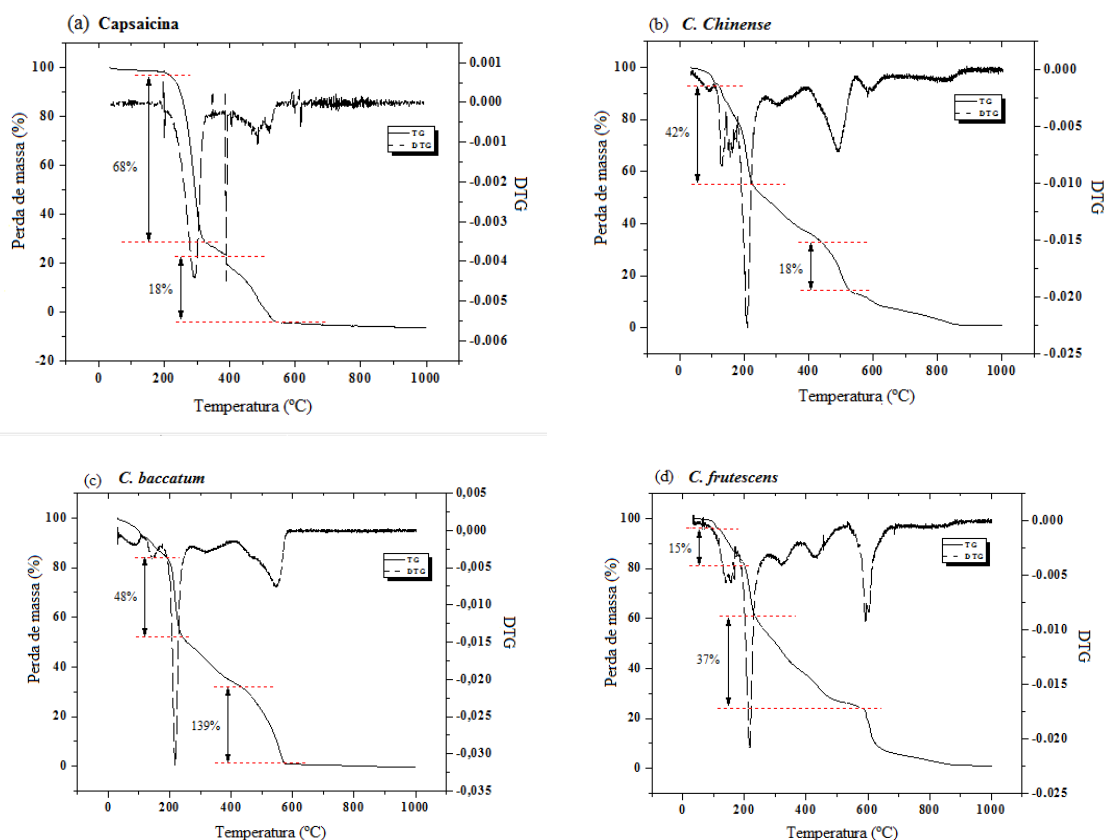 (a) Capsaicina
100
80
60
40
20
0
-20
Perda de massa (%)
0.001
0.000
-0.001
-0.002
-0.003
-0.004
-0.005
-0.006
DTG
TG
DTG
68%
18%
0 200 400 600 800 1000
Temperatura (ºC)
(b) C. Chinense
100
80
60
40
20
0
Perda de massa (%)
0.000
-0.005
-0.010
-0.015
-0.020
-0.025
DTG
TG
DTG
42%
18%
0 200 400 600 800 1000
Temperatura (ºC)
(c) C. baccatum
100
80
60
40
20
0
Perda de massa (%)
0,005
0,000
-0,005
-0,010
-0,015
-0,020
-0,025
-0,030
-0,035
DTG
TG
DTG
48%
139%
0 200 400 600 800 1000
Temperatura (ºC)
(d) C. frutescens
100
80
60
40
20
0
Perda de massa (%)
0.000
-0.005
-0.010
-0.015
-0.020
-0.025
DTG
TG
DTG
15%
37%
0 200 400 600 800 1000
Temperatura (ºC)